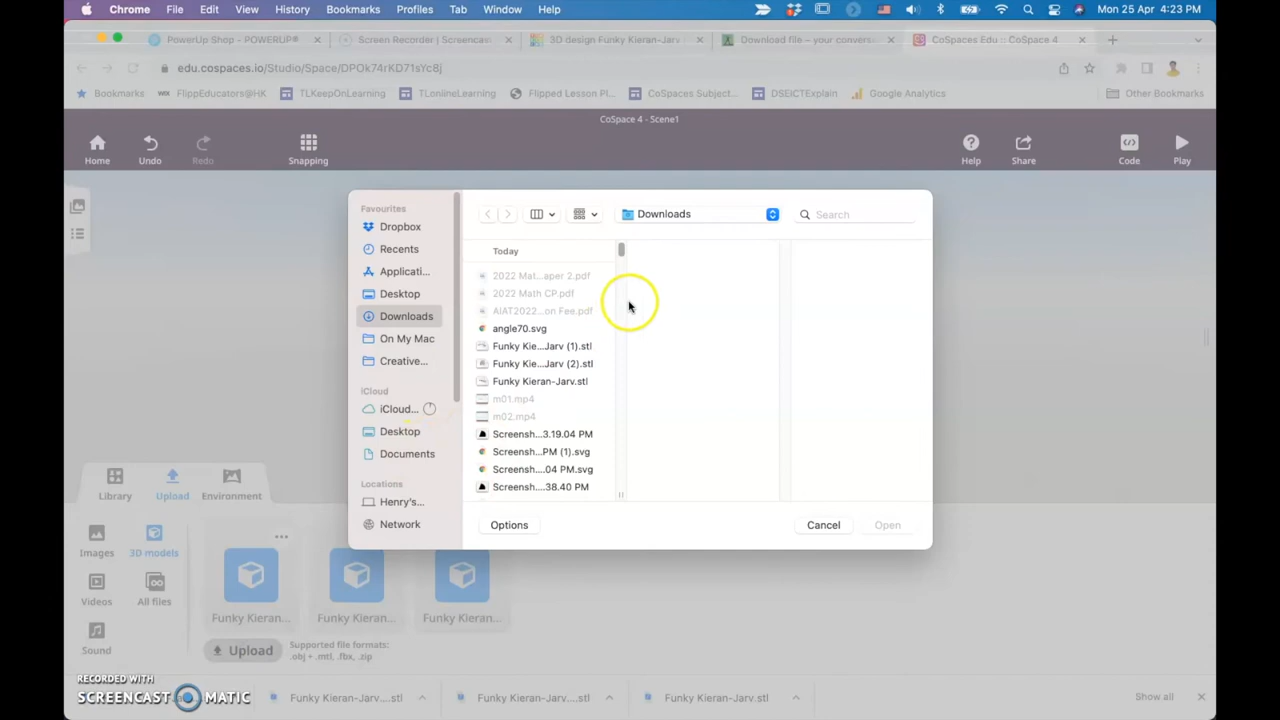 Chrome File Edit View History Bookmarks Profiles Tab Window Help Mon 25 Apr 4:23 PM
PowerUp Shop - POWERUP® Screen Recorder | Screencast 3D design Funky Kieran-Jarv Download file – your convers CoSpaces Edu :: CoSpace 4
edu.cospaces.io/Studio/Space/DPOk74rKD71sYc8j
Bookmarks FlippEducators@HK TLKeepOnLearning TLonlineLearning Flipped Lesson Pl... CoSpaces Subject... DSEICTExplain Google Analytics Other Bookmarks
CoSpace 4 - Scene1
Home Undo Redo Snapping Help Share Code Play
Favourites
Dropbox
Recents
Applicati...
Desktop
Downloads
On My Mac
Creative...
iCloud
iCloud...
Desktop
Documents
Locations
Henry's...
Network
Downloads Search
Today
2022 Mat...aper 2.pdf
2022 Math CP.pdf
AIAT2022...on Fee.pdf
angle70.svg
Funky Kie...Jarv (1).stl
Funky Kie...Jarv (2).stl
Funky Kieran-Jarv.stl
m01.mp4
m02.mp4
Screensh...3.19.04 PM
Screensh...PM (1).svg
Screensh...04 PM.svg
Screensh....38.40 PM
Options Cancel Open
Library Upload Environment
Images 3D models
Videos All files
Sound
Funky Kieran... Funky Kieran... Funky Kieran...
Upload
Supported file formats:
.obj + .mtl, .fbx, .zip
RECORDED WITH
SCREENCAST MATIC
Funky Kieran-Jarv....stl Funky Kieran-Jarv....stl Funky Kieran-Jarv.stl Show all